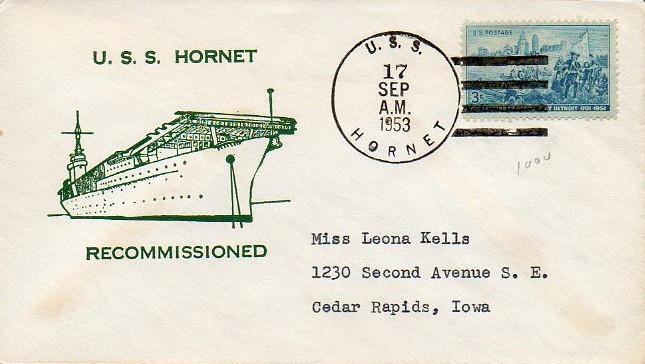 U. S. S. HORNET
RECOMMISSIONED
U. S. S.
17
SEP
A.M.
1953
HORNET
U.S. POSTAGE
3¢
DETROIT 1701-1951
1000
Miss Leona Kells
1230 Second Avenue S. E.
Cedar Rapids, Iowa